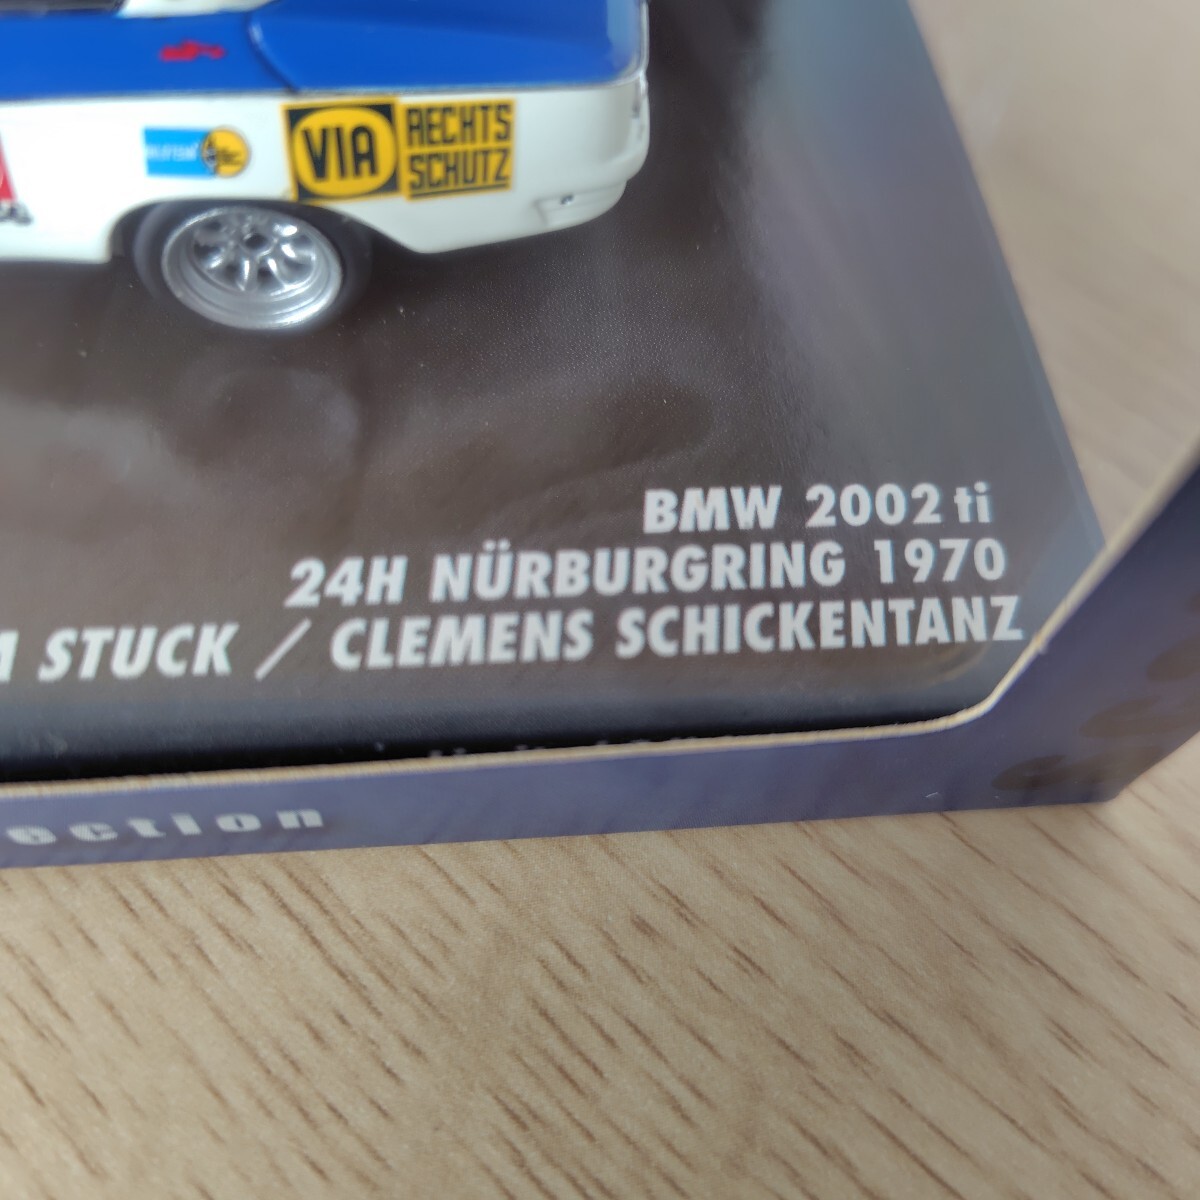 VIA
RECHTS
SCHUTZ
BMW 2002 ti
24H NÜRBURGRING 1970
STUCK / CLEMENS SCHICKENTANZ
ection